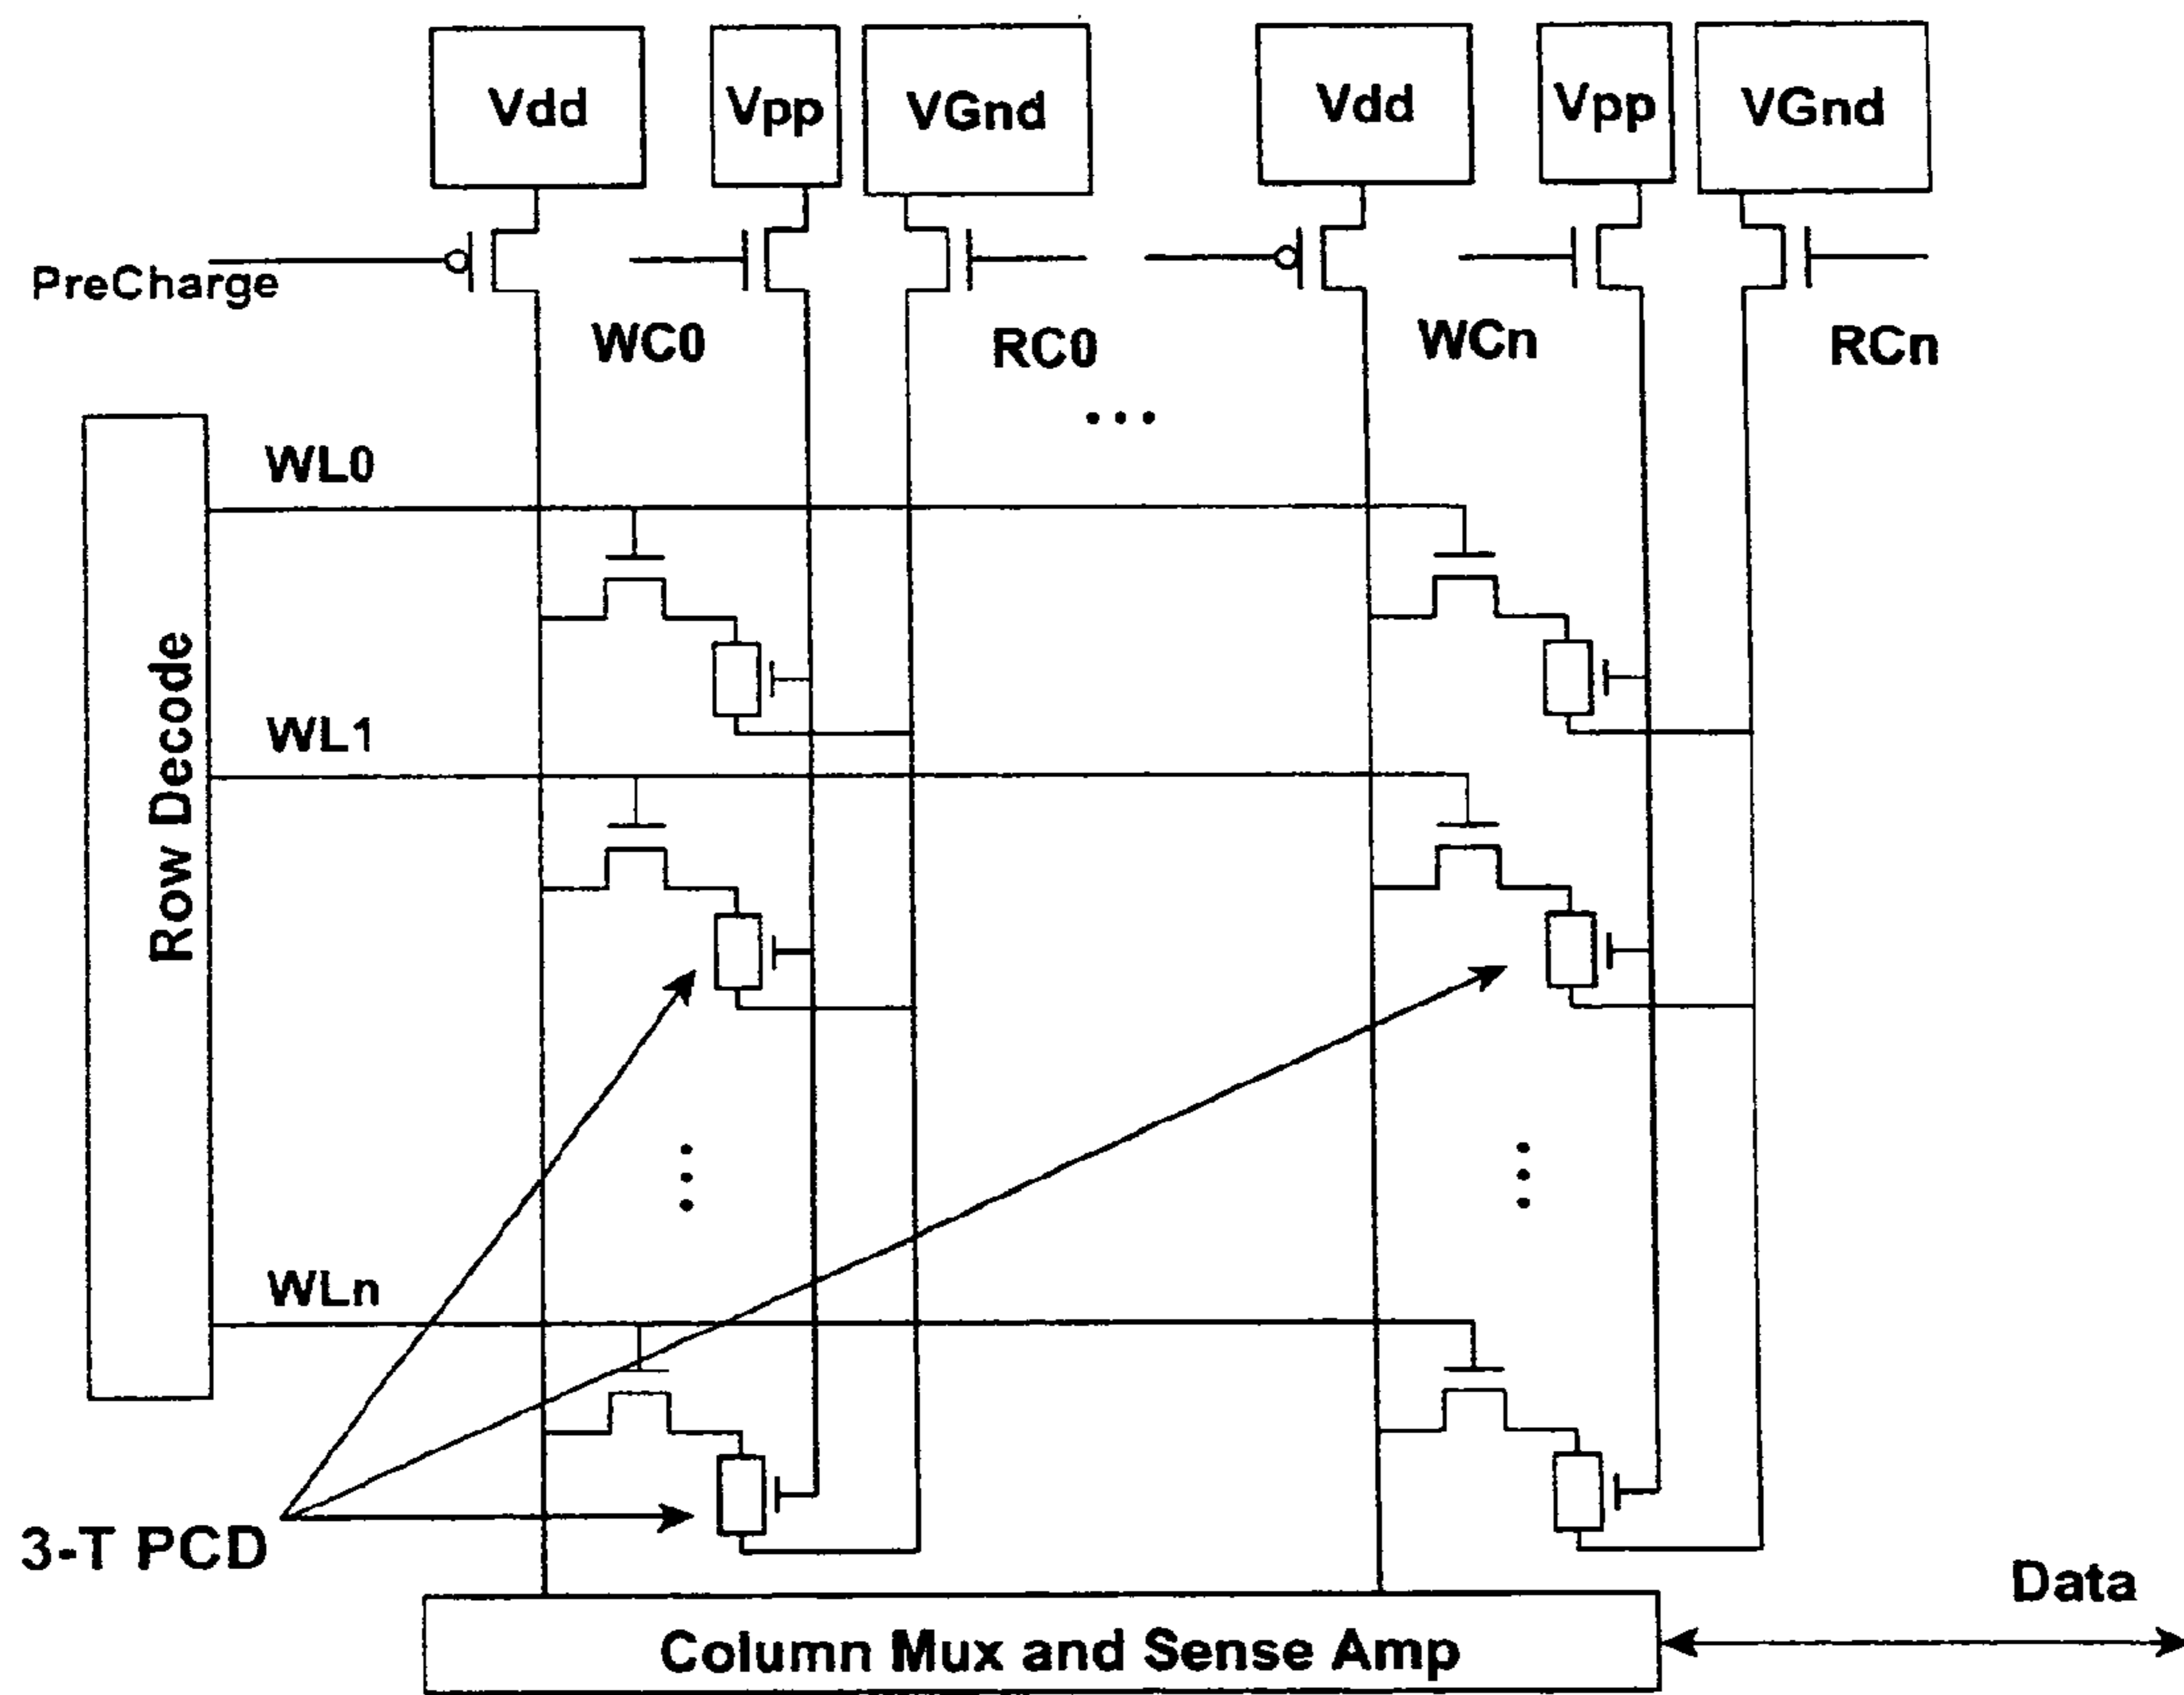 Vdd
Vpp
VGnd
Vdd
Vpp
VGnd
PreCharge
WC0
RC0
WCn
RCn
...
WL0
WL1
Row Decode
WLn
3-T PCD
Data
Column Mux and Sense Amp